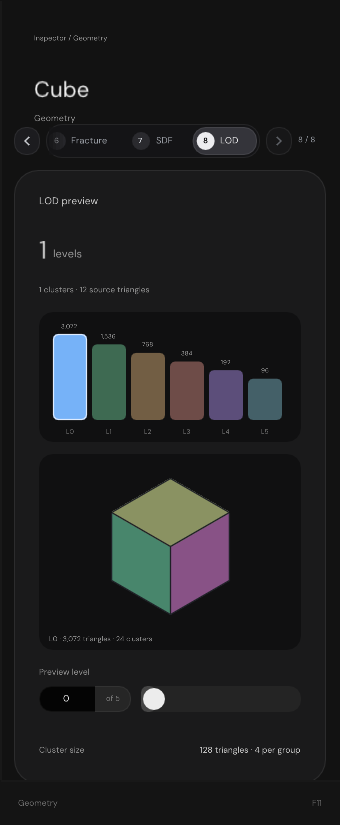 Inspector / Geometry
Cube
Geometry
6 Fracture 7 SDF 8 LOD 8 / 8
LOD preview
1 levels
1 clusters · 12 source triangles
3,072 1,536 768 384 192 96
L0 L1 L2 L3 L4 L5
L0 · 3,072 triangles · 24 clusters
Preview level
0 of 5
Cluster size 128 triangles · 4 per group
Geometry F11